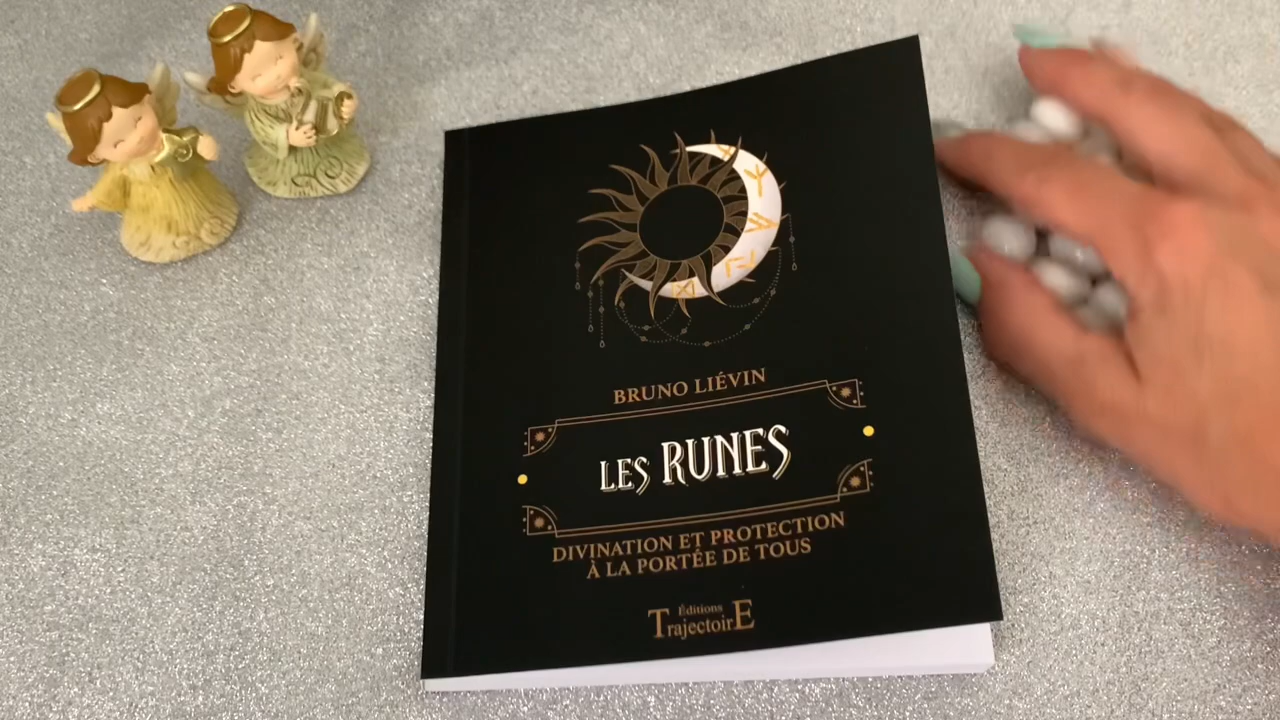 BRUNO LIÉVIN
LES RUNES
DIVINATION ET PROTECTION
À LA PORTÉE DE TOUS
Éditions
TrajectoirE